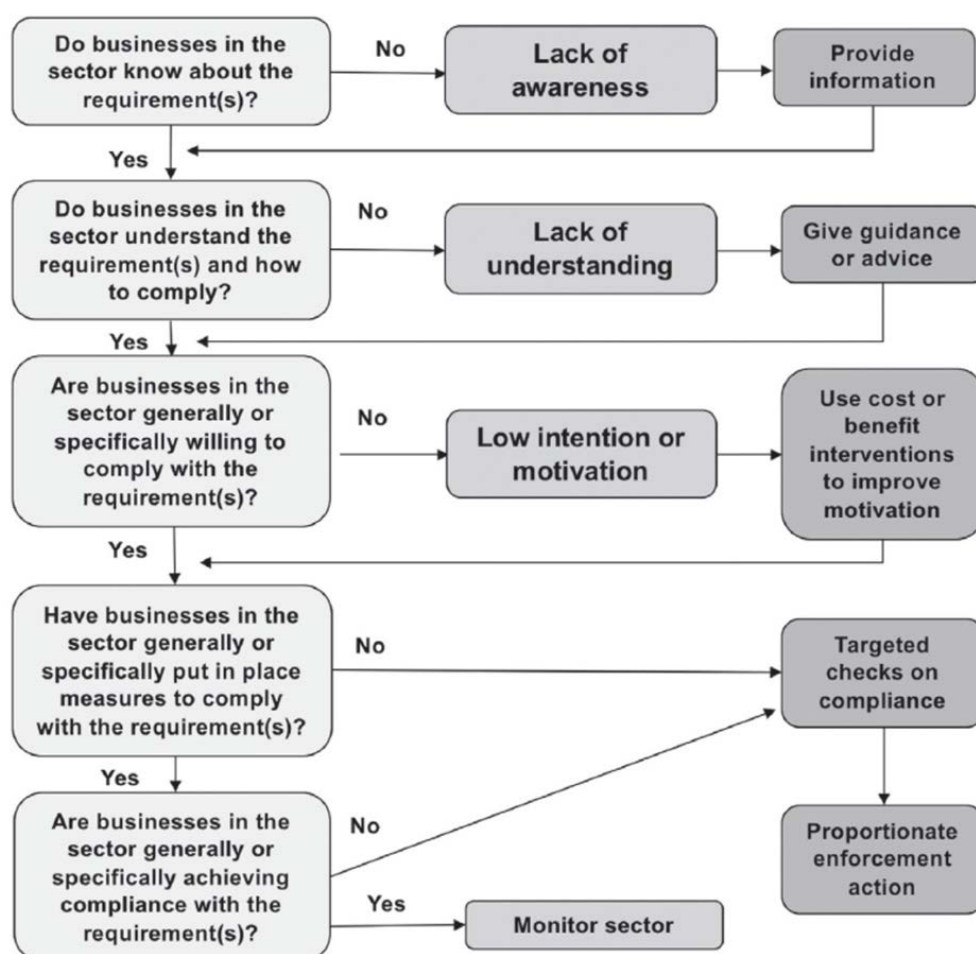 Do businesses in the
sector know about the
requirement(s)?
No
Lack of
awareness
Provide
information
Yes
Do businesses in the
sector understand the
requirement(s) and how
to comply?
No
Lack of
understanding
Give guidance
or advice
Yes
Are businesses in the
sector generally or
specifically willing to
comply with the
requirement(s)?
No
Low intention or
motivation
Use cost or
benefit
interventions
to improve
motivation
Yes
Have businesses in the
sector generally or
specifically put in place
measures to comply
with the requirement(s)?
No
Targeted
checks on
compliance
Yes
Are businesses in the
sector generally or
specifically achieving
compliance with the
requirement(s)?
No
Proportionate
enforcement
action
Yes
Monitor sector